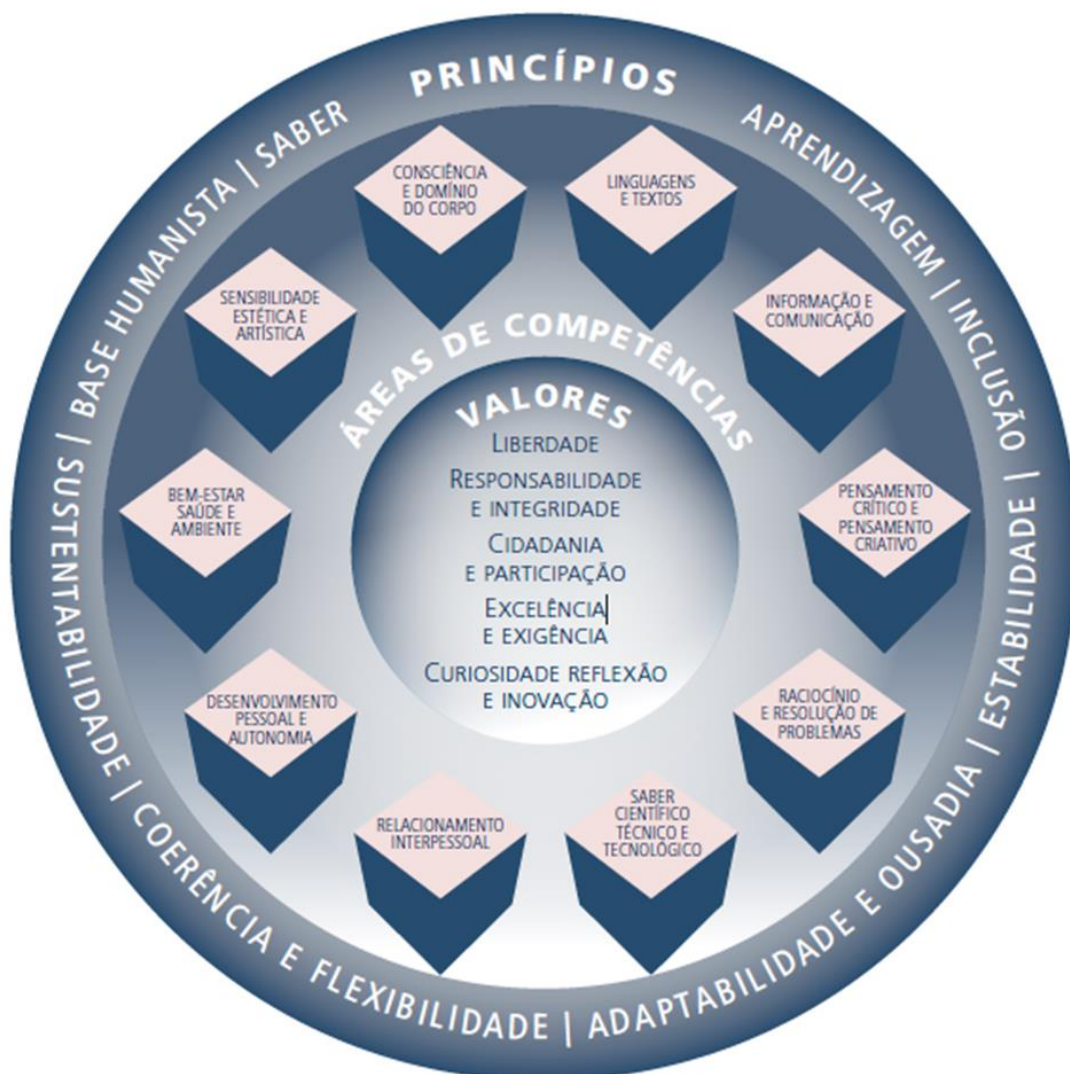 PRINCÍPIOS
APRENDIZAGEM | INCLUSÃO | ESTABILIDADE | ADAPTABILIDADE E OUSADIA | COERÊNCIA E FLEXIBILIDADE | SUSTENTABILIDADE | BASE HUMANISTA | SABER
CONSCIÊNCIA
E DOMÍNIO
DO CORPO
LINGUAGENS
E TEXTOS
INFORMAÇÃO E
COMUNICAÇÃO
PENSAMENTO
CRÍTICO E
PENSAMENTO
CRIATIVO
RACIOCÍNIO
E RESOLUÇÃO DE
PROBLEMAS
SABER
CIENTÍFICO
TÉCNICO E
TECNOLÓGICO
RELACIONAMENTO
INTERPESSOAL
DESENVOLVIMENTO
PESSOAL E
AUTONOMIA
BEM-ESTAR
SAÚDE E
AMBIENTE
SENSIBILIDADE
ESTÉTICA E
ARTÍSTICA
ÁREAS DE COMPETÊNCIAS
VALORES
LIBERDADE
RESPONSABILIDADE
E INTEGRIDADE
CIDADANIA
E PARTICIPAÇÃO
EXCELÊNCIA
E EXIGÊNCIA
CURIOSIDADE REFLEXÃO
E INOVAÇÃO